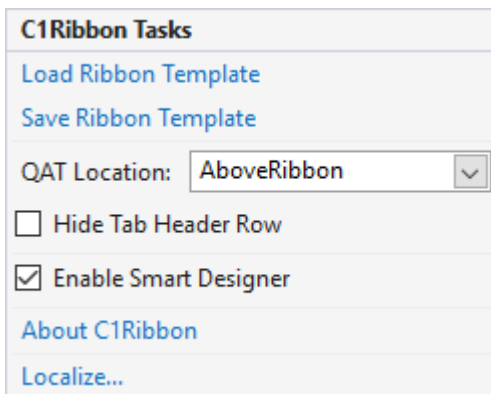 C1Ribbon Tasks
Load Ribbon Template
Save Ribbon Template
QAT Location: AboveRibbon
Hide Tab Header Row
Enable Smart Designer
About C1Ribbon
Localize...